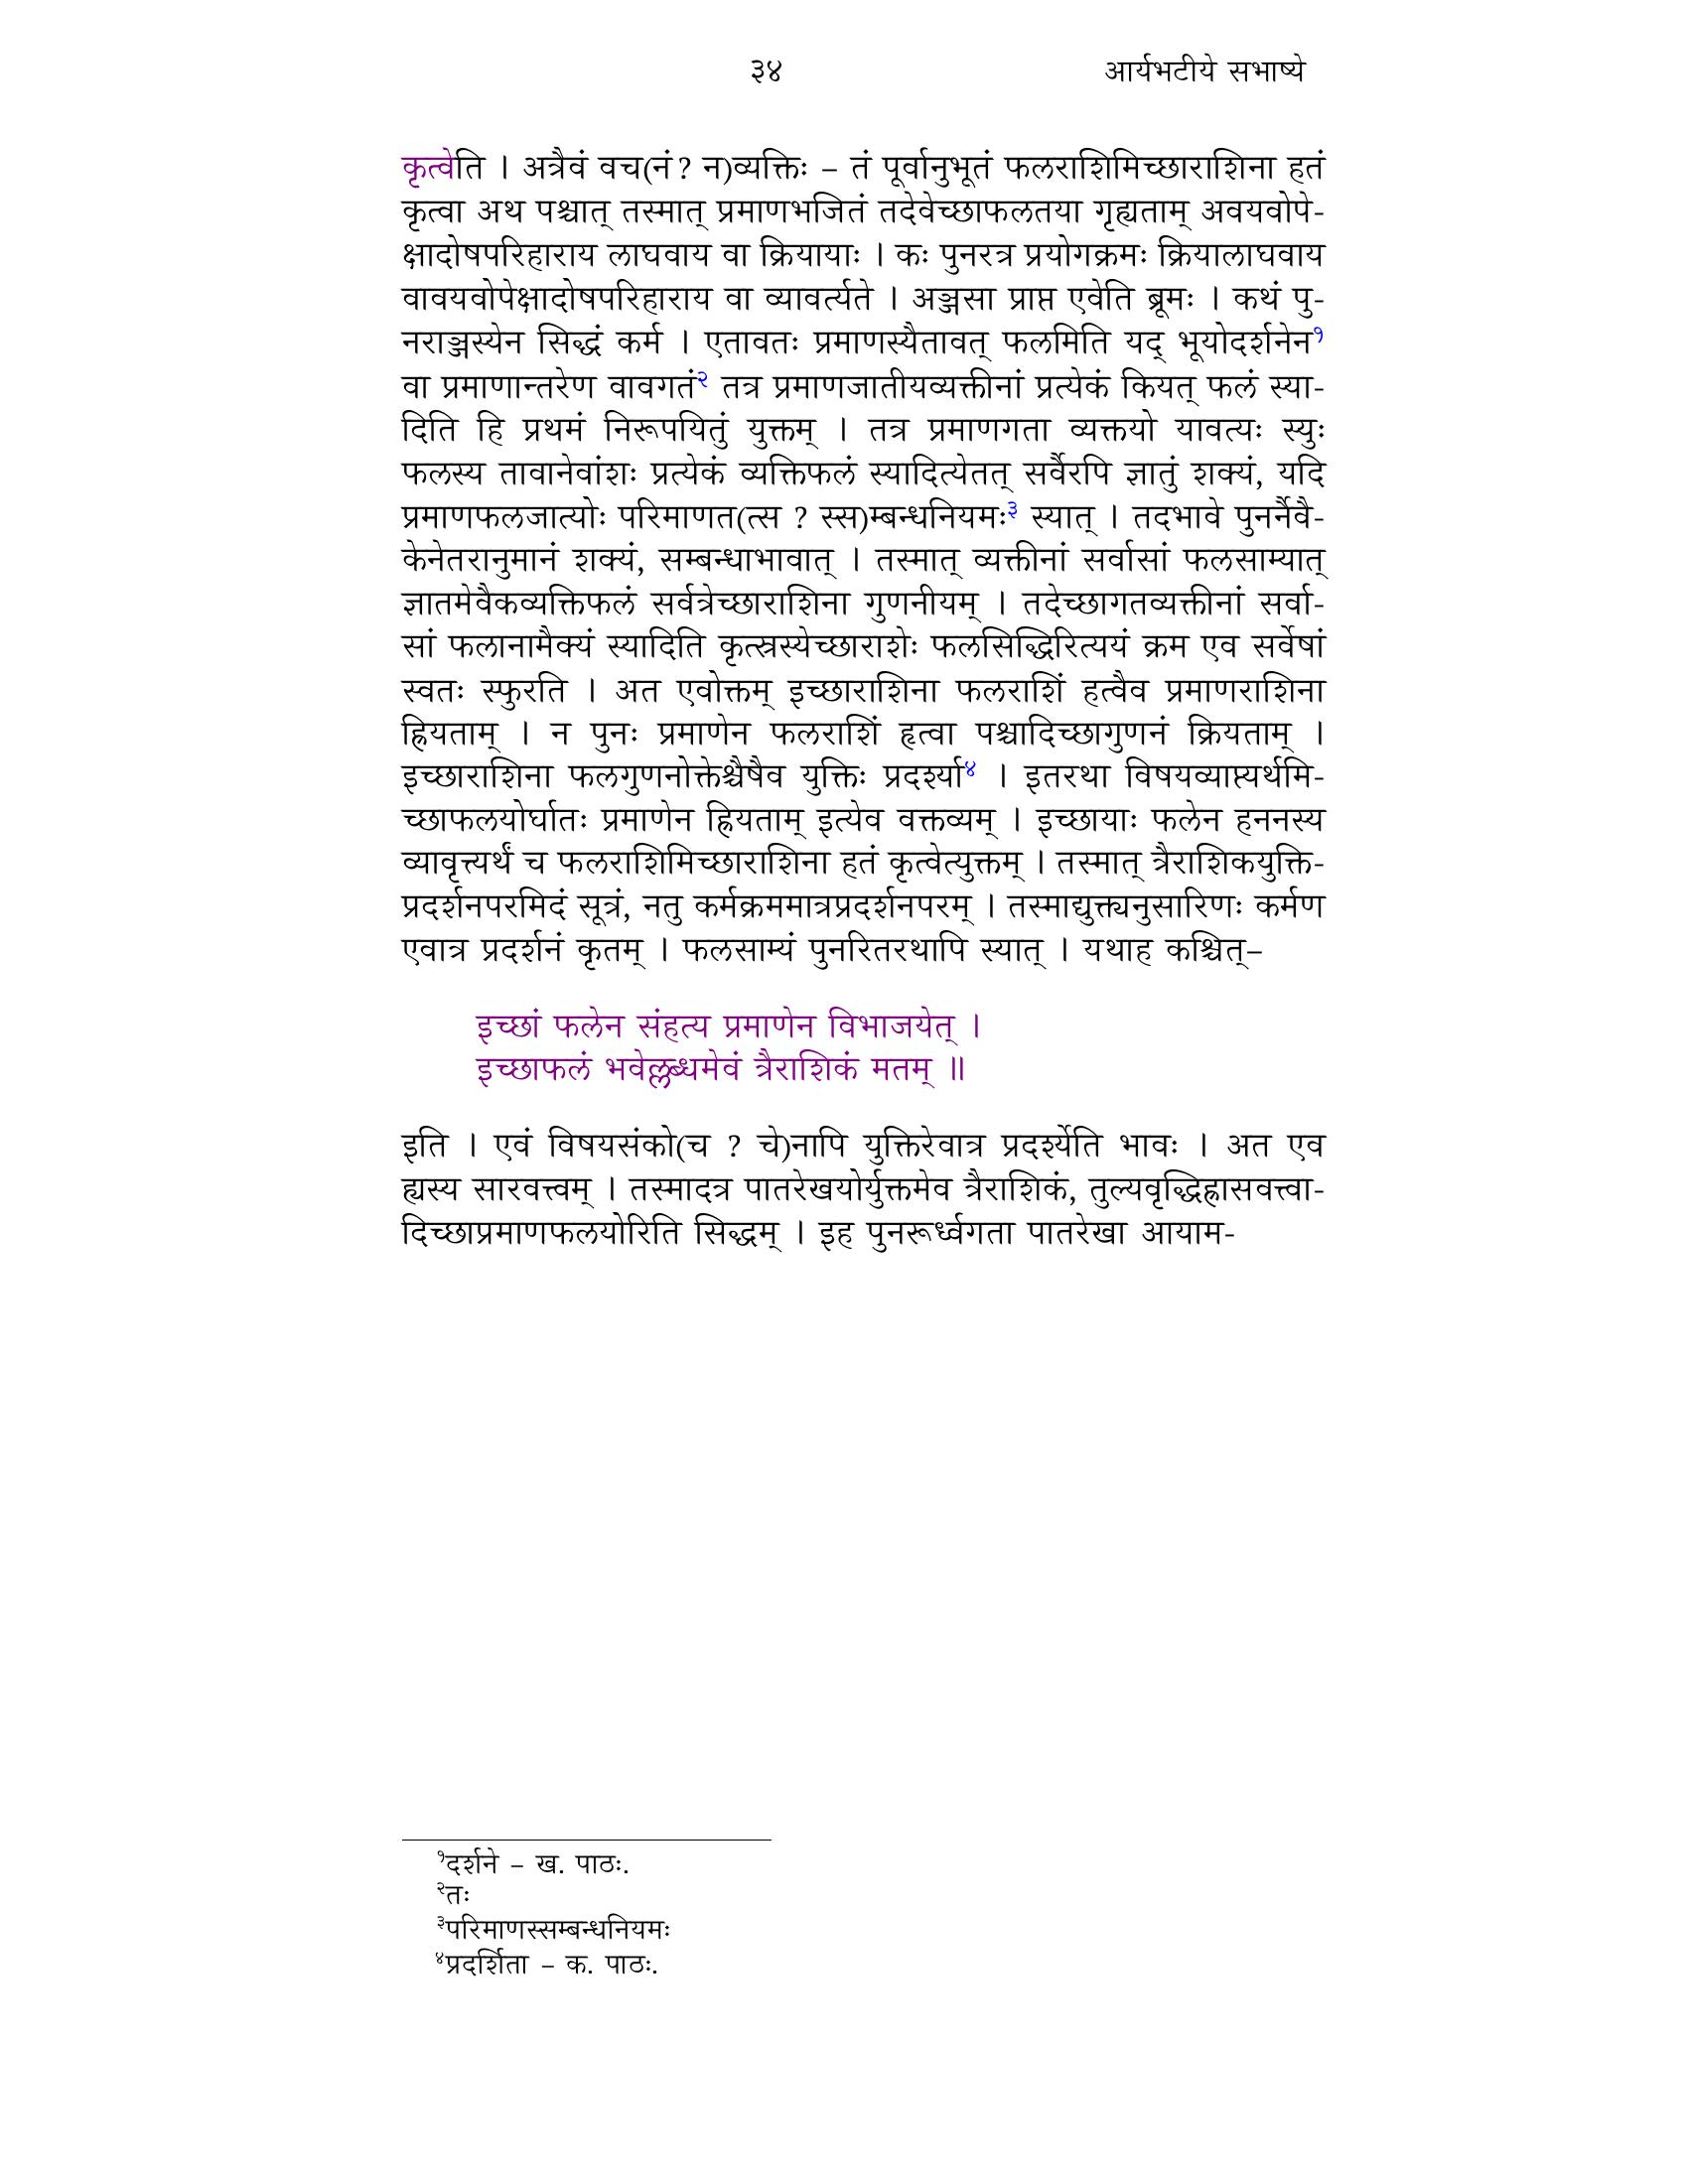 ३४ आर्यभटीये सभाष्ये
कृत्वेति । अत्रैवं वच(नं ? न)व्यक्तिः – तं पूर्वानुभूतं फलराशिमिच्छाराशिना हतं
कृत्वा अथ पश्चात् तस्मात् प्रमाणभजितं तदेवेच्छाफलतया गृह्यताम् अवयवोपे-
क्षादोषपरिहाराय लाघवाय वा क्रियायाः । कः पुनरत्र प्रयोगक्रमः क्रियालाघवाय
वावयवोपेक्षादोषपरिहाराय वा व्यावर्त्यते । अञ्जसा प्राप्त एवेति ब्रूमः । कथं पु-
नराञ्जस्येन सिद्धं कर्म । एतावतः प्रमाणस्यैतावत् फलमिति यद् भूयोदर्शनेन१
वा प्रमाणान्तरेण वावगतं२ तत्र प्रमाणजातीयव्यक्तीनां प्रत्येकं कियत् फलं स्या-
दिति हि प्रथमं निरूपयितुं युक्तम् । तत्र प्रमाणगता व्यक्तयो यावत्यः स्युः
फलस्य तावानेवांशः प्रत्येकं व्यक्तिफलं स्यादित्येतत् सर्वैरपि ज्ञातुं शक्यं, यदि
प्रमाणफलजात्योः परिमाणत(त्स ? स्स)म्बन्धनियमः३ स्यात् । तदभावे पुनर्नैवै-
केनेतरानुमानं शक्यं, सम्बन्धाभावात् । तस्मात् व्यक्तीनां सर्वासां फलसाम्यात्
ज्ञातमेवैकव्यक्तिफलं सर्वत्रेच्छाराशिना गुणनीयम् । तदेच्छागतव्यक्तीनां सर्वा-
सां फलानामैक्यं स्यादिति कृत्स्नस्येच्छाराशेः फलसिद्धिरित्ययं क्रम एव सर्वेषां
स्वतः स्फुरति । अत एवोक्तम् इच्छाराशिना फलराशिं हत्वैव प्रमाणराशिना
ह्रियताम् । न पुनः प्रमाणेन फलराशिं हृत्वा पश्चादिच्छागुणनं क्रियताम् ।
इच्छाराशिना फलगुणनोक्तेश्चैषैव युक्तिः प्रदर्श्या४ । इतरथा विषयव्याप्त्यर्थमि-
च्छाफलयोर्घातः प्रमाणेन ह्रियताम् इत्येव वक्तव्यम् । इच्छायाः फलेन हननस्य
व्यावृत्त्यर्थं च फलराशिमिच्छाराशिना हतं कृत्वेत्युक्तम् । तस्मात् त्रैराशिकयुक्ति-
प्रदर्शनपरमिदं सूत्रं, नतु कर्मक्रममात्रप्रदर्शनपरम् । तस्माद्युक्त्यनुसारिणः कर्मण
एवात्र प्रदर्शनं कृतम् । फलसाम्यं पुनरितरथापि स्यात् । यथाह कश्चित्–
इच्छां फलेन संहत्य प्रमाणेन विभाजयेत् ।
इच्छाफलं भवेल्लब्धमेवं त्रैराशिकं मतम् ॥
इति । एवं विषयसंको(च ? चे)नापि युक्तिरेवात्र प्रदर्श्येति भावः । अत एव
ह्यस्य सारवत्त्वम् । तस्मादत्र पातरेखयोर्युक्तमेव त्रैराशिकं, तुल्यवृद्धिह्रासवत्त्वा-
दिच्छाप्रमाणफलयोरिति सिद्धम् । इह पुनरूर्ध्वगता पातरेखा आयाम-
१दर्शने – ख. पाठः.
२तः
३परिमाणस्सम्बन्धनियमः
४प्रदर्शिता – क. पाठः.